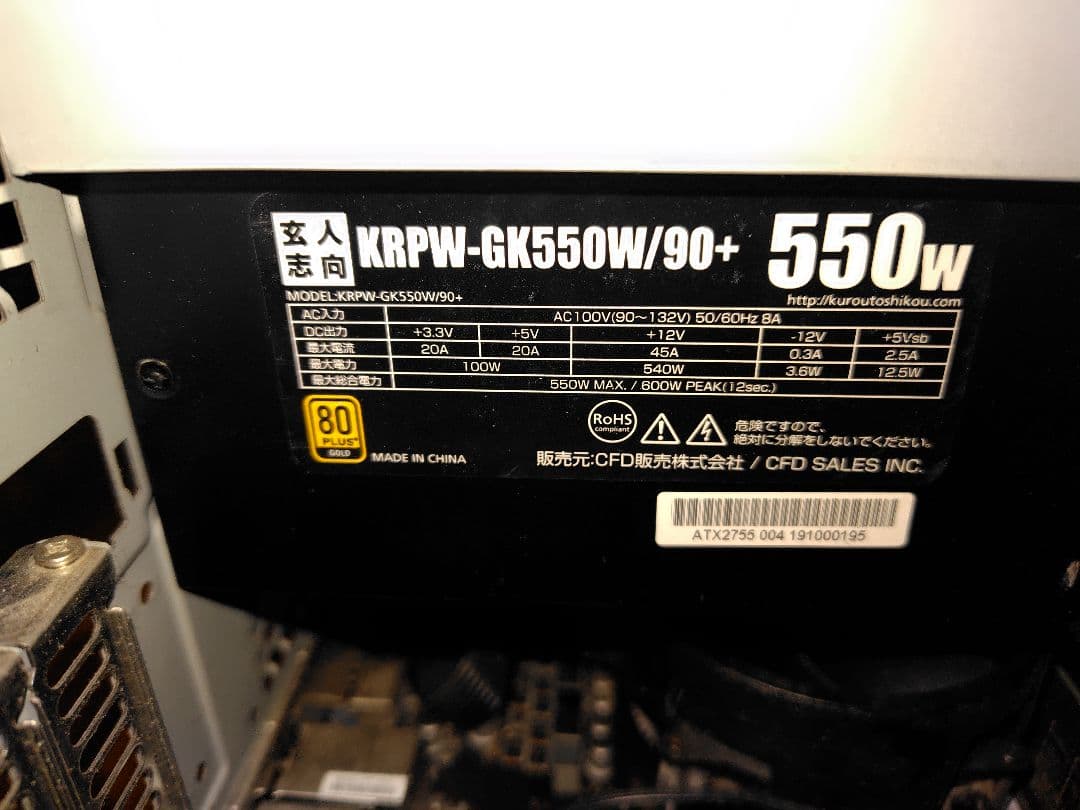 玄人
志向
KRPW-GK550W/90+ 550W
MODEL:KRPW-GK550W/90+
http://kuroutoshikou.com
AC入力 AC100V(90～132V) 50/60Hz 8A
DC出力 +3.3V +5V +12V -12V +5Vsb
最大電流 20A 20A 45A 0.3A 2.5A
最大電力 100W 540W 3.6W 12.5W
最大総合電力 550W MAX. / 600W PEAK(12sec.)
80
PLUS
GOLD
MADE IN CHINA
RoHS
compliant
危険ですので、
絶対に分解をしないでください。
販売元:CFD販売株式会社 / CFD SALES INC.
ATX2755 004 191000195